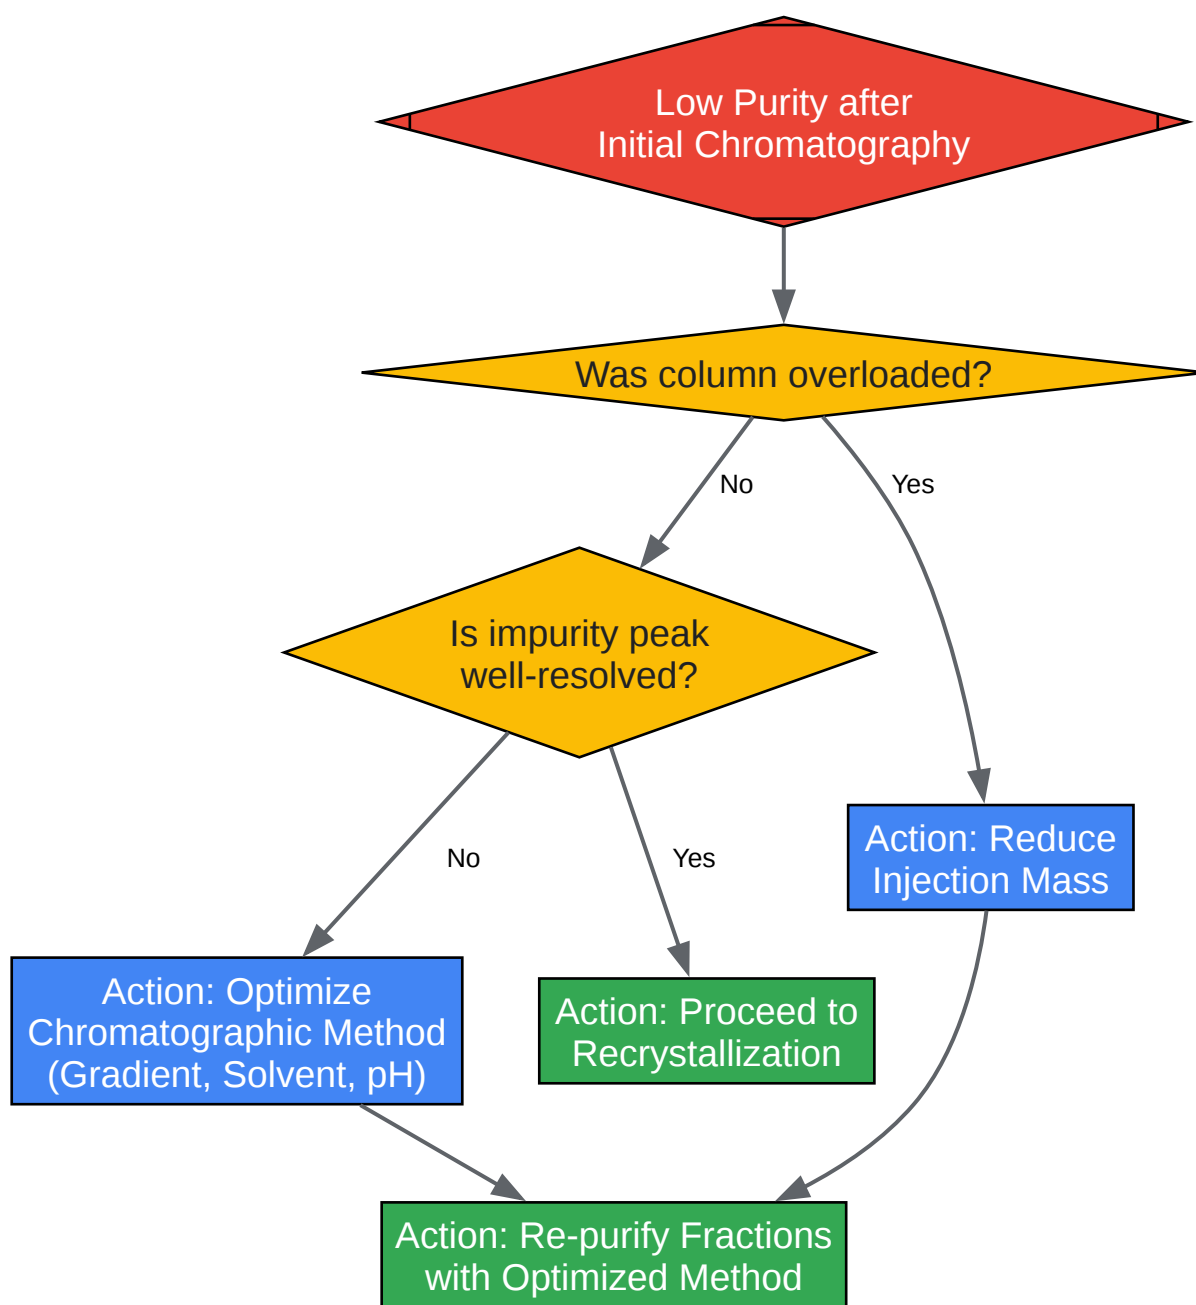 Low Purity after
Initial Chromatography
Was column overloaded?
No
Yes
Is impurity peak
well-resolved?
No
Yes
Action: Reduce
Injection Mass
Action: Optimize
Chromatographic Method
(Gradient, Solvent, pH)
Action: Proceed to
Recrystallization
Action: Re-purify Fractions
with Optimized Method